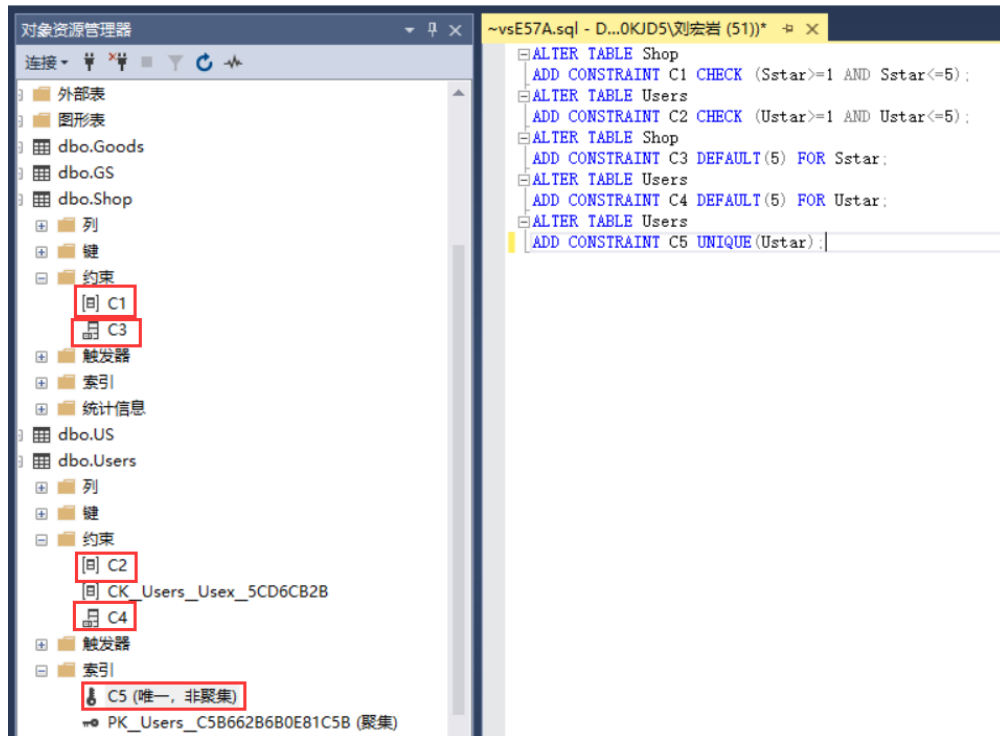 对象资源管理器
连接
外部表
图形表
dbo.Goods
dbo.GS
dbo.Shop
列
键
约束
C1
C3
触发器
索引
统计信息
dbo.US
dbo.Users
列
键
约束
C2
CK__Users__Usex__5CD6CB2B
C4
触发器
索引
C5 (唯一，非聚集)
PK__Users__C5B662B6B0E81C5B (聚集)
~vsE57A.sql - D...0KJD5\刘宏岩 (51))*
ALTER TABLE Shop
ADD CONSTRAINT C1 CHECK (Sstar>=1 AND Sstar<=5);
ALTER TABLE Users
ADD CONSTRAINT C2 CHECK (Ustar>=1 AND Ustar<=5);
ALTER TABLE Shop
ADD CONSTRAINT C3 DEFAULT(5) FOR Sstar;
ALTER TABLE Users
ADD CONSTRAINT C4 DEFAULT(5) FOR Ustar;
ALTER TABLE Users
ADD CONSTRAINT C5 UNIQUE(Ustar);